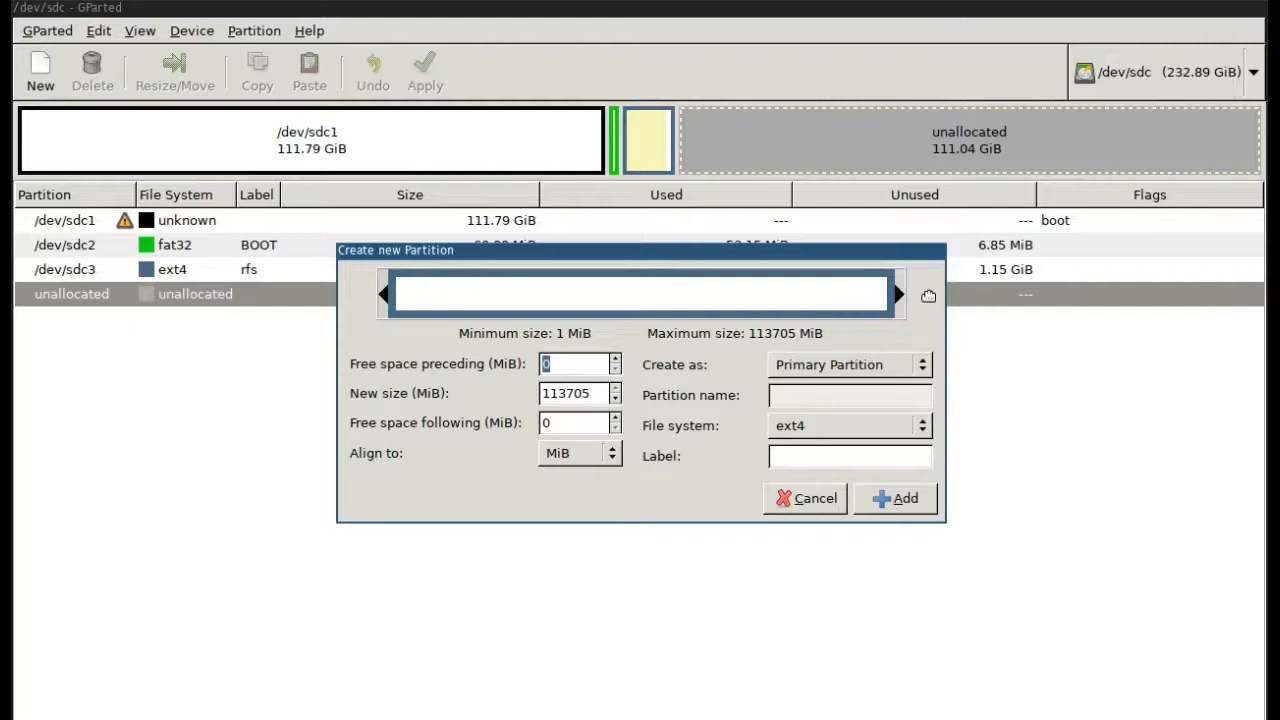 /dev/sdc - GParted
GParted Edit View Device Partition Help
New Delete Resize/Move Copy Paste Undo Apply
/dev/sdc (232.89 GiB)
/dev/sdc1
111.79 GiB
unallocated
111.04 GiB
Partition File System Label Size Used Unused Flags
/dev/sdc1 unknown 111.79 GiB --- --- boot
/dev/sdc2 fat32 BOOT 6.85 MiB
/dev/sdc3 ext4 rfs 1.15 GiB
unallocated unallocated ---
Create new Partition
Minimum size: 1 MiB Maximum size: 113705 MiB
Free space preceding (MiB): 0 Create as: Primary Partition
New size (MiB): 113705 Partition name:
Free space following (MiB): 0 File system: ext4
Align to: MiB Label:
Cancel Add